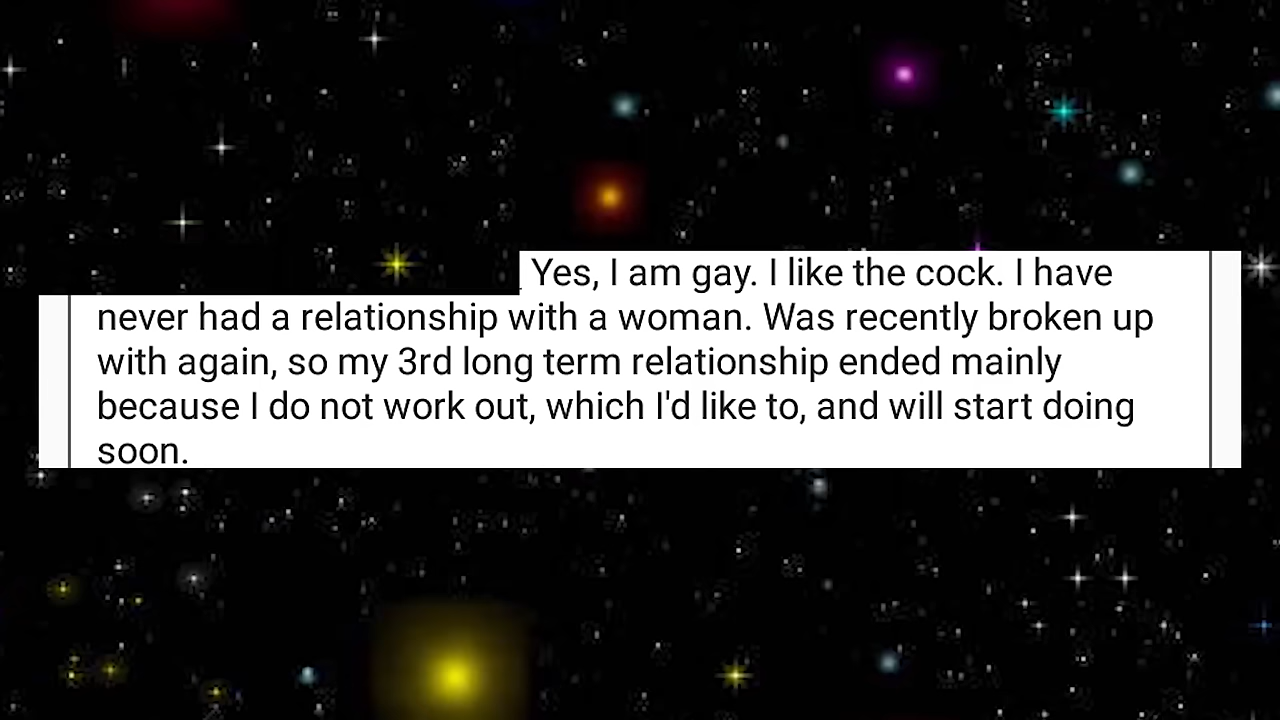 Yes, I am gay. I like the cock. I have
never had a relationship with a woman. Was recently broken up
with again, so my 3rd long term relationship ended mainly
because I do not work out, which I'd like to, and will start doing
soon.